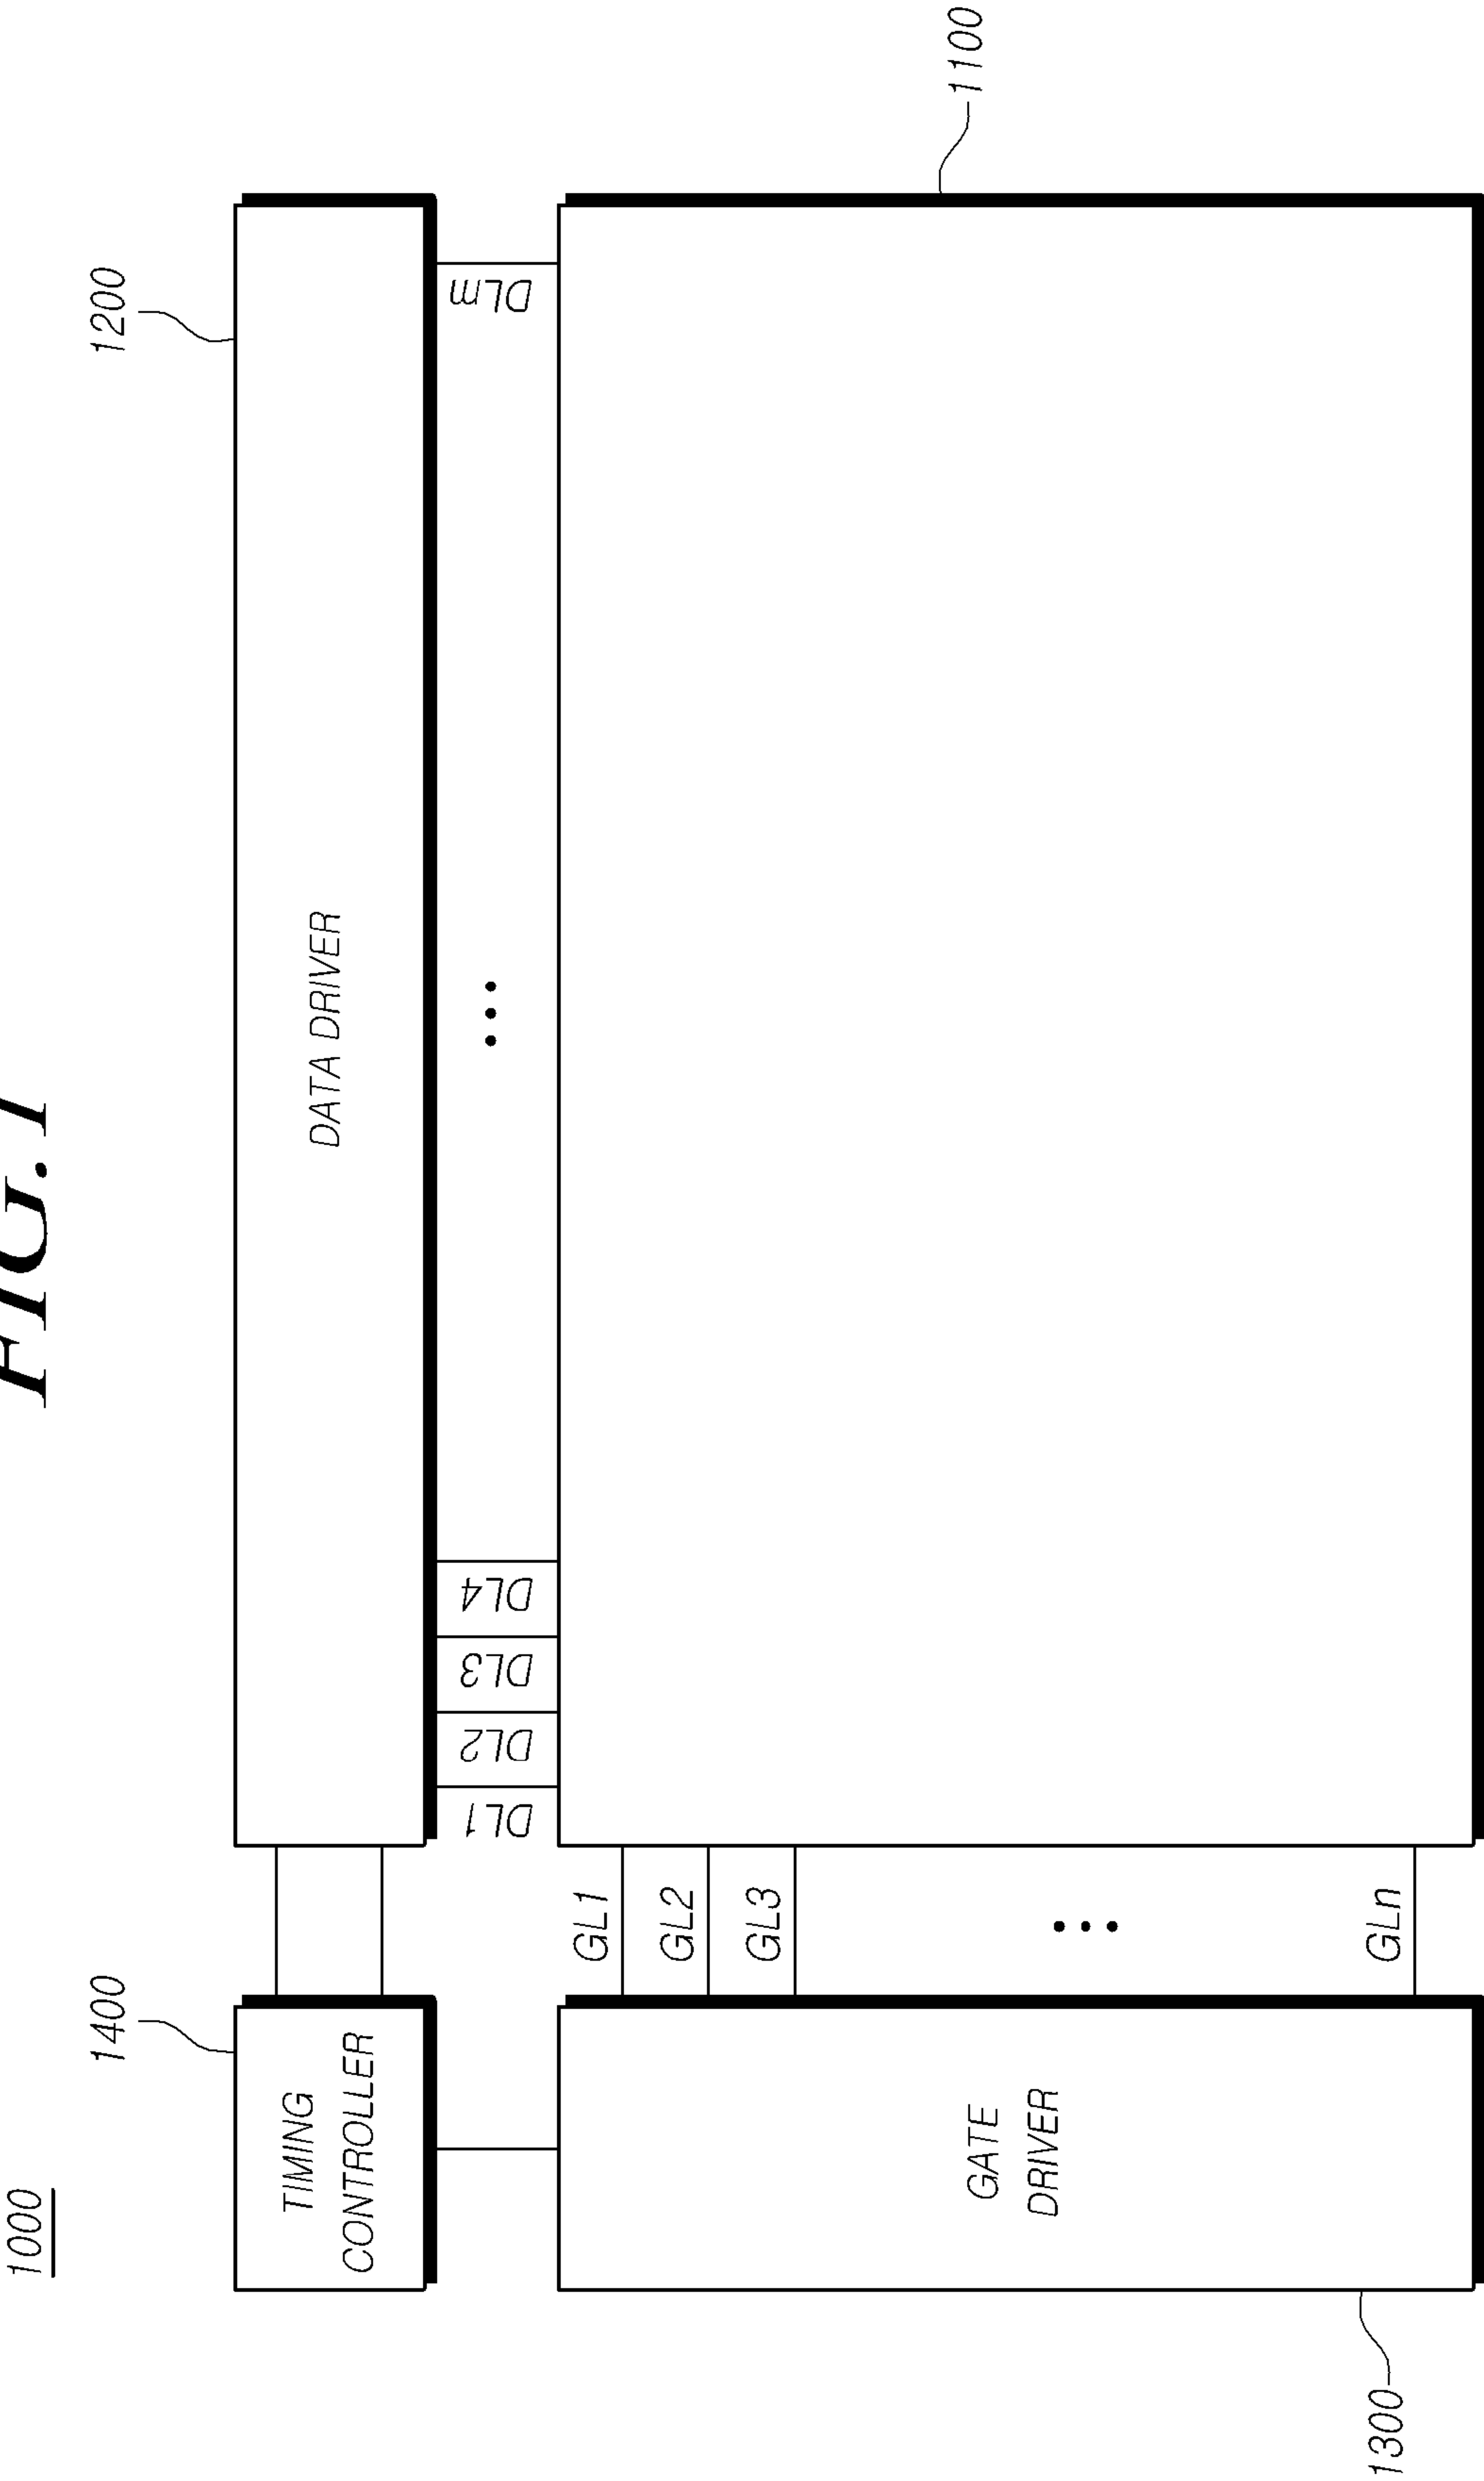 FIG. 1
1000
1400
1200
TIMING
CONTROLLER
DATA DRIVER
DL1
DL2
DL3
DL4
DLm
GL1
GL2
GL3
GLn
GATE
DRIVER
1100
1300